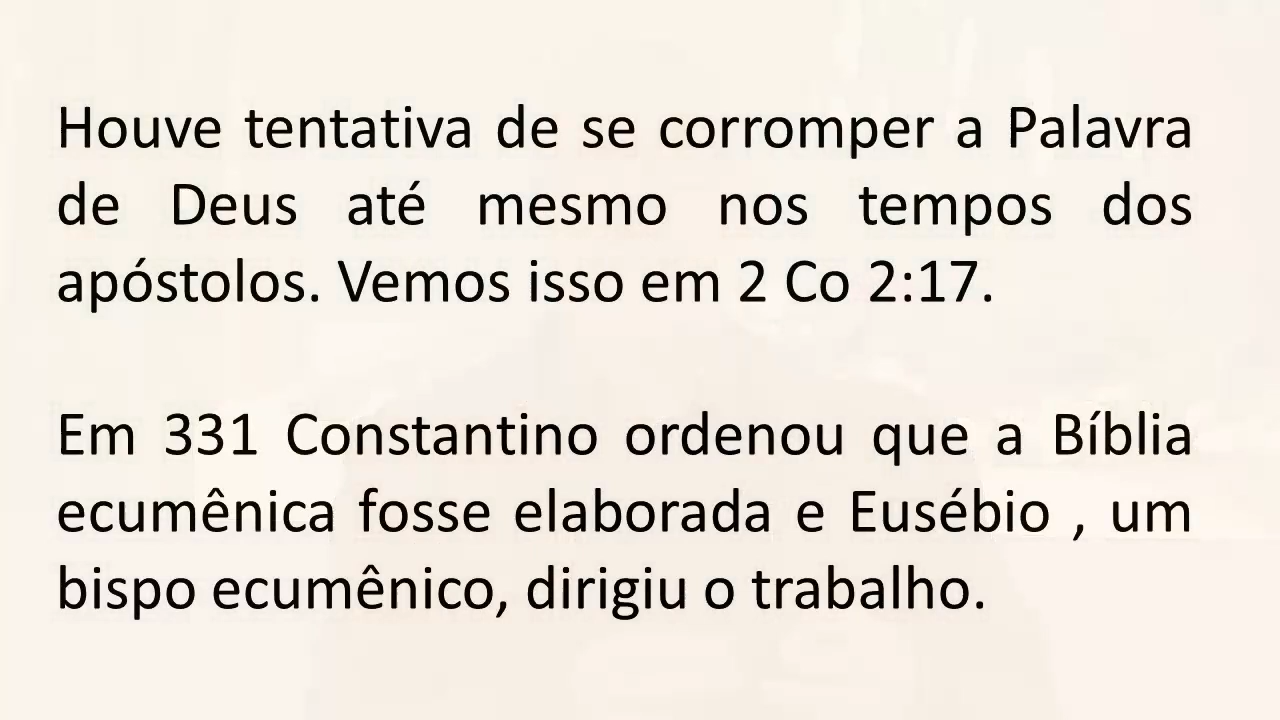 Houve tentativa de se corromper a Palavra
de Deus até mesmo nos tempos dos
apóstolos. Vemos isso em 2 Co 2:17.
Em 331 Constantino ordenou que a Bíblia
ecumênica fosse elaborada e Eusébio , um
bispo ecumênico, dirigiu o trabalho.